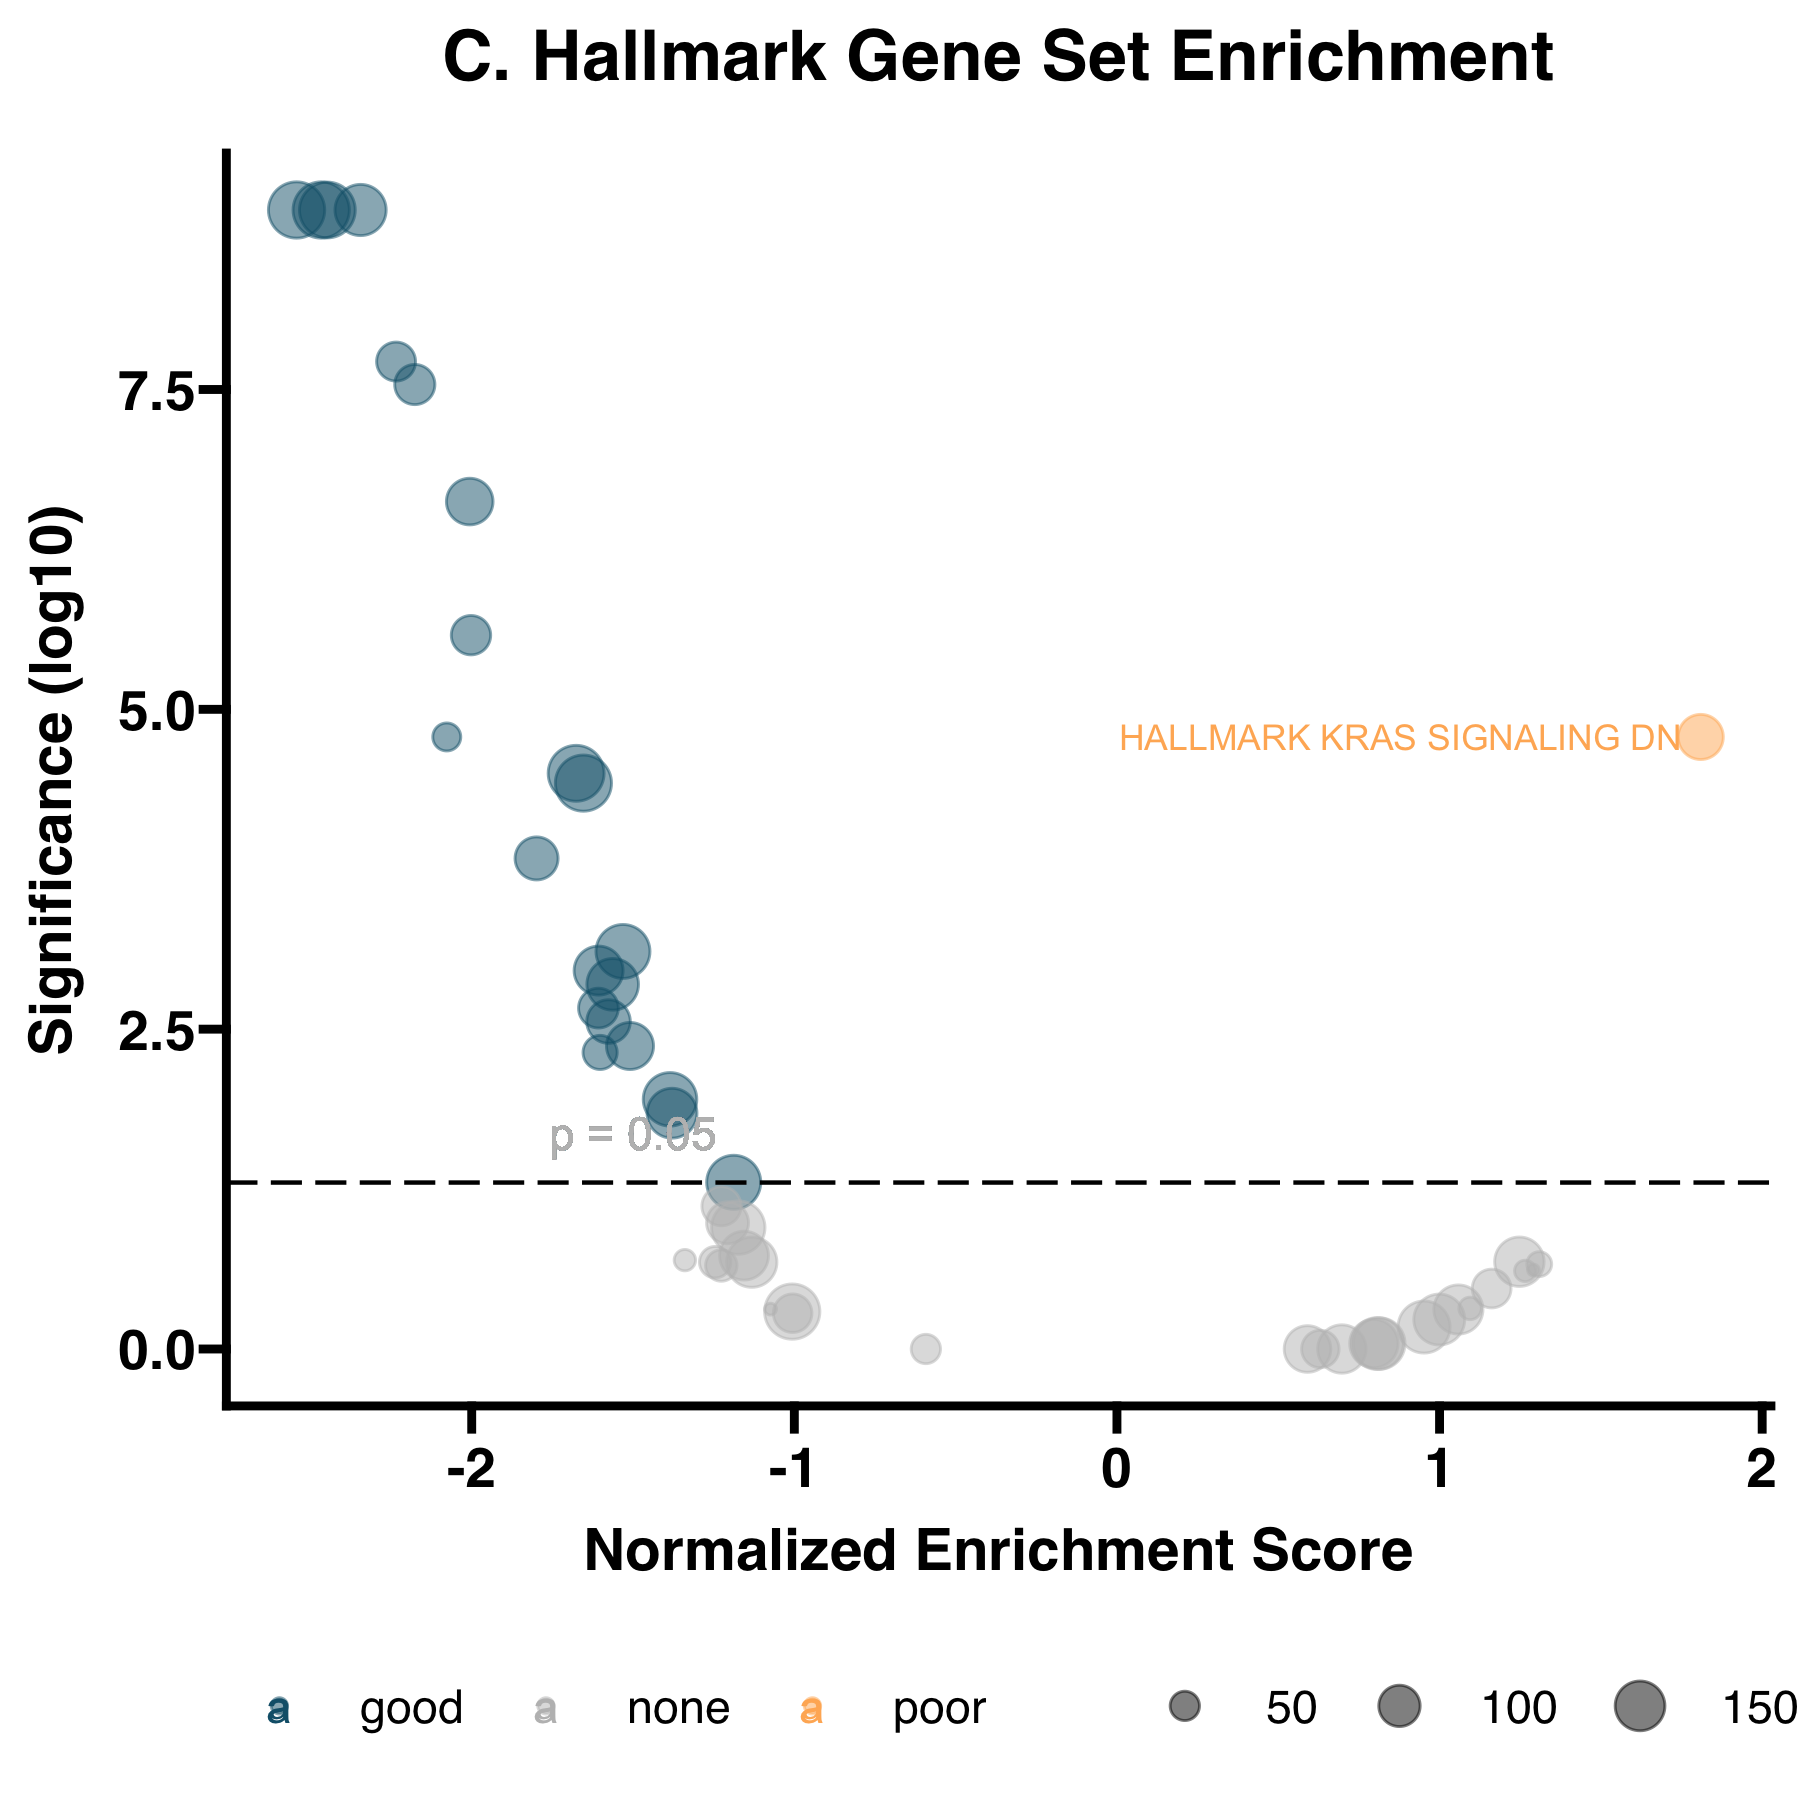 C. Hallmark Gene Set Enrichment
Significance (log10)
7.5
5.0
2.5
0.0
HALLMARK KRAS SIGNALING DN
p = 0.05
-2 -1 0 1 2
Normalized Enrichment Score
a good a none a poor 50 100 150